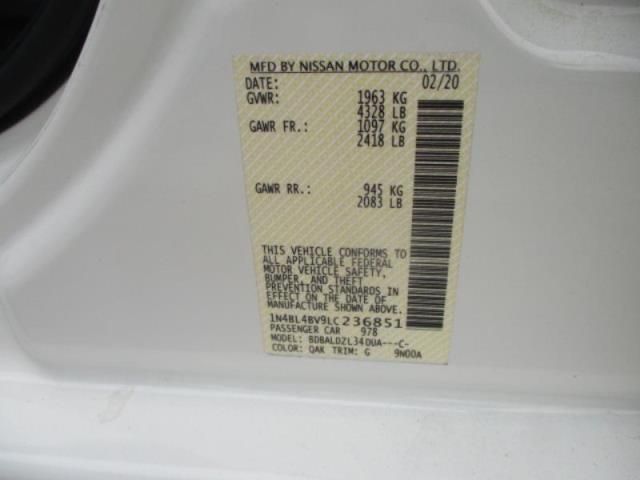 MFD BY NISSAN MOTOR CO., LTD.
DATE: 02/20
GVWR: 1963 KG
4328 LB
GAWR FR.: 1097 KG
2418 LB
GAWR RR.: 945 KG
2083 LB
THIS VEHICLE CONFORMS TO
ALL APPLICABLE FEDERAL
MOTOR VEHICLE SAFETY,
BUMPER, AND THEFT
PREVENTION STANDARDS IN
EFFECT ON THE DATE OF
MANUFACTURE SHOWN ABOVE.
1N4BL4BV9LC236851
PASSENGER CAR 978
MODEL: BDBALDZL34DUA---C-
COLOR: QAK TRIM: G 9N00A